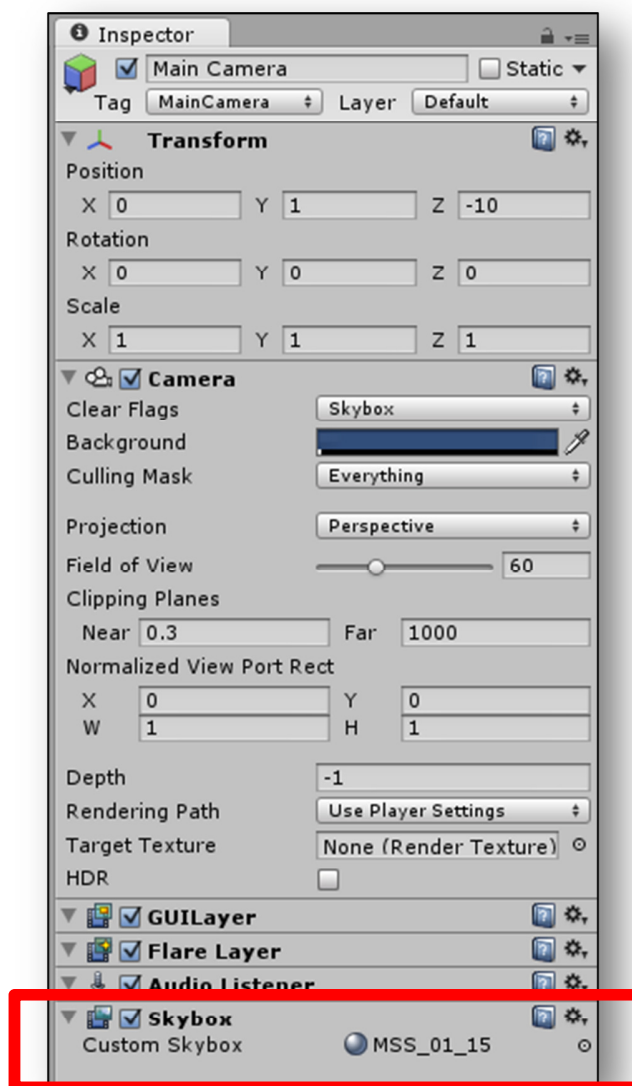 Inspector
Main Camera Static
Tag MainCamera Layer Default
Transform
Position
X 0 Y 1 Z -10
Rotation
X 0 Y 0 Z 0
Scale
X 1 Y 1 Z 1
Camera
Clear Flags Skybox
Background
Culling Mask Everything
Projection Perspective
Field of View 60
Clipping Planes
Near 0.3 Far 1000
Normalized View Port Rect
X 0 Y 0
W 1 H 1
Depth -1
Rendering Path Use Player Settings
Target Texture None (Render Texture)
HDR
GUILayer
Flare Layer
Audio Listener
Skybox
Custom Skybox MSS_01_15